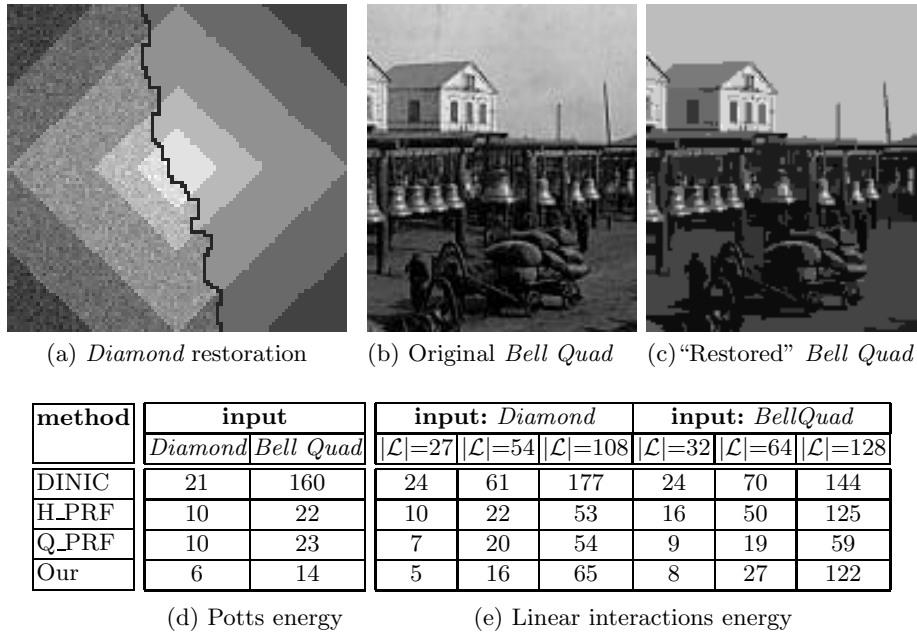 (a) Diamond restoration
(b) Original Bell Quad
(c) “Restored” Bell Quad
method input input: Diamond input: BellQuad
Diamond Bell Quad |L|=27 |L|=54 |L|=108 |L|=32 |L|=64 |L|=128
DINIC 21 160 24 61 177 24 70 144
H_PRF 10 22 10 22 53 16 50 125
Q_PRF 10 23 7 20 54 9 19 59
Our 6 14 5 16 65 8 27 122
(d) Potts energy
(e) Linear interactions energy